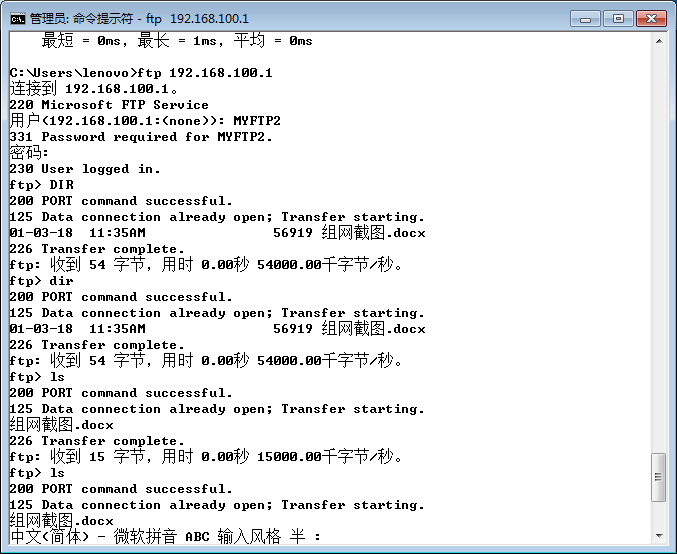 管理员: 命令提示符 - ftp  192.168.100.1
    最短 = 0ms，最长 = 1ms，平均 = 0ms
C:\Users\lenovo>ftp 192.168.100.1
连接到 192.168.100.1。
220 Microsoft FTP Service
用户(192.168.100.1:(none)): MYFTP2
331 Password required for MYFTP2.
密码:
230 User logged in.
ftp> DIR
200 PORT command successful.
125 Data connection already open; Transfer starting.
01-03-18  11:35AM                56919 组网截图.docx
226 Transfer complete.
ftp: 收到 54 字节，用时 0.00秒 54000.00千字节/秒。
ftp> dir
200 PORT command successful.
125 Data connection already open; Transfer starting.
01-03-18  11:35AM                56919 组网截图.docx
226 Transfer complete.
ftp: 收到 54 字节，用时 0.00秒 54000.00千字节/秒。
ftp> ls
200 PORT command successful.
125 Data connection already open; Transfer starting.
组网截图.docx
226 Transfer complete.
ftp: 收到 15 字节，用时 0.00秒 15000.00千字节/秒。
ftp> ls
200 PORT command successful.
125 Data connection already open; Transfer starting.
组网截图.docx
中文(简体) - 微软拼音 ABC 输入风格 半 :